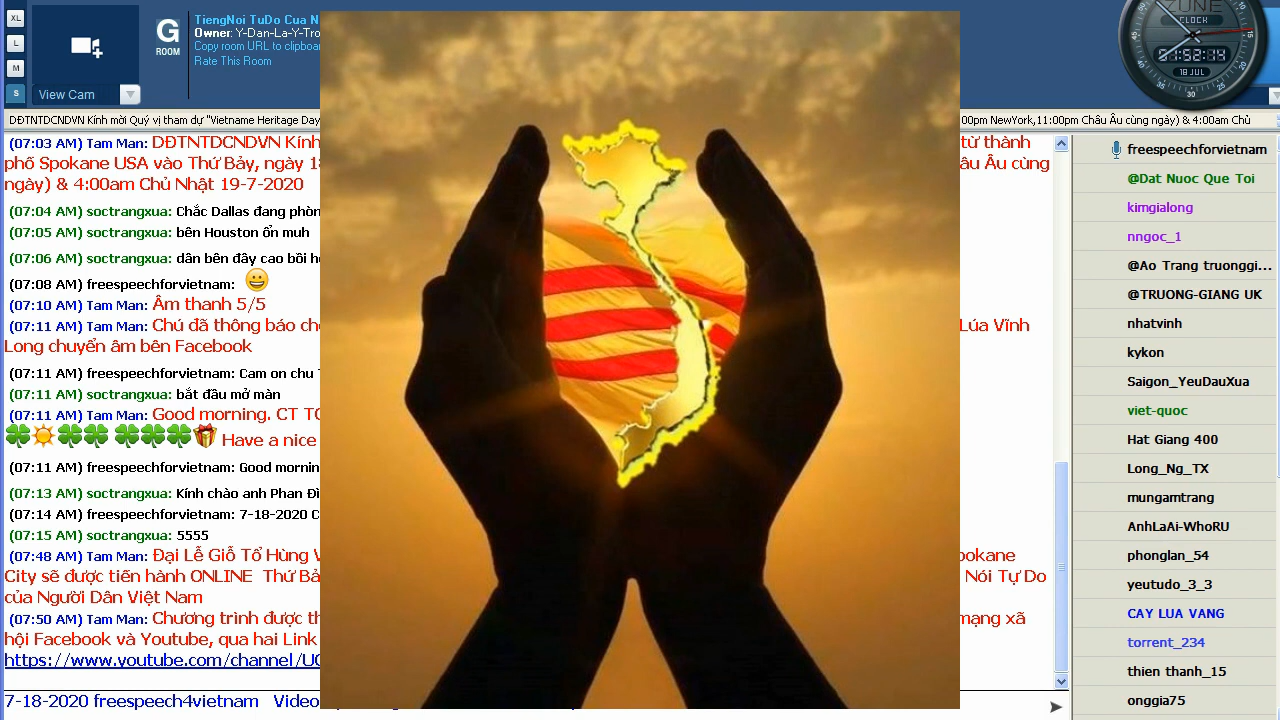 XL
L
M
S
View Cam
G
ROOM
TiengNoi TuDo Cua N
Owner: Y-Dan-La-Y-Tro
Copy room URL to clipboa
Rate This Room
ZUNE
CLOCK
18 JUL
DĐTNTDCNDVN Kính mời Quý vị tham dự "Vietname Heritage Day
00pm NewYork,11:00pm Châu Âu cùng ngày) & 4:00am Chủ
(07:03 AM) Tam Man: DĐTNTDCNDVN Kính từ thành
phố Spokane USA vào Thứ Bảy, ngày 18 âu Âu cùng
ngày) & 4:00am Chủ Nhật 19-7-2020
(07:04 AM) soctrangxua: Chắc Dallas đang phòn
(07:05 AM) soctrangxua: bên Houston ổn muh
(07:06 AM) soctrangxua: dân bên đây cao bồi h
(07:08 AM) freespeechforvietnam: 😀
(07:10 AM) Tam Man: Âm thanh 5/5
(07:11 AM) Tam Man: Chú đã thông báo ch Lúa Vĩnh
Long chuyển âm bên Facebook
(07:11 AM) freespeechforvietnam: Cam on chu
(07:11 AM) soctrangxua: bắt đầu mở màn
(07:11 AM) Tam Man: Good morning. CT TC
Have a nice
(07:11 AM) freespeechforvietnam: Good mornin
(07:13 AM) soctrangxua: Kính chào anh Phan Đì
(07:14 AM) freespeechforvietnam: 7-18-2020 C
(07:15 AM) soctrangxua: 5555
(07:48 AM) Tam Man: Đại Lễ Giỗ Tổ Hùng V pokane
City sẽ được tiến hành ONLINE Thứ Bả Nói Tự Do
của Người Dân Việt Nam
(07:50 AM) Tam Man: Chương trình được th mạng xã
hội Facebook và Youtube, qua hai Link
https://www.youtube.com/channel/UC
7-18-2020 freespeech4vietnam Video
freespeechforvietnam
@Dat Nuoc Que Toi
kimgialong
nngoc_1
@Ao Trang truonggi...
@TRUONG-GIANG UK
nhatvinh
kykon
Saigon_YeuDauXua
viet-quoc
Hat Giang 400
Long_Ng_TX
mungamtrang
AnhLaAi-WhoRU
phonglan_54
yeutudo_3_3
CAY LUA VANG
torrent_234
thien thanh_15
onggia75